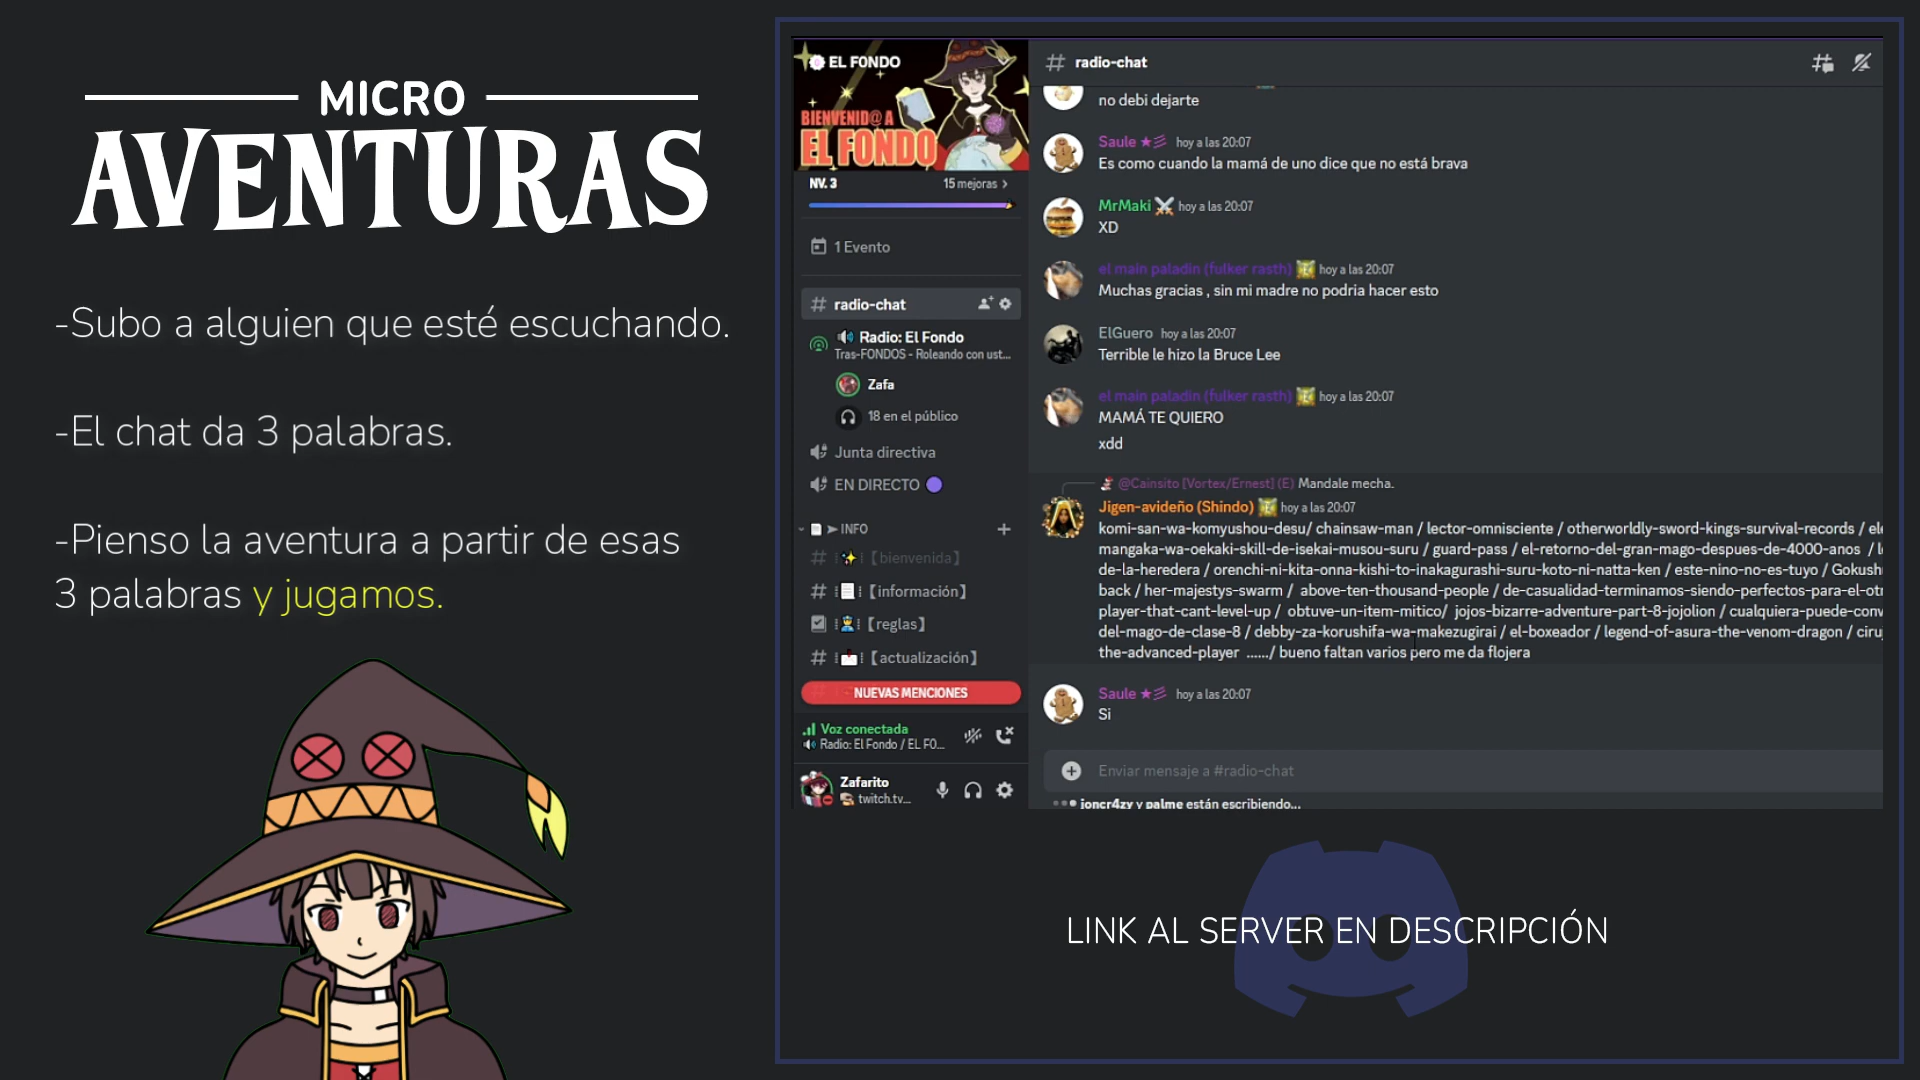 MICRO
AVENTURAS
-Subo a alguien que esté escuchando.
-El chat da 3 palabras.
-Pienso la aventura a partir de esas
3 palabras y jugamos.
EL FONDO
BIENVENID@ A
EL FONDO
NV. 3
15 mejoras
1 Evento
radio-chat
Radio: El Fondo
Tras-FONDOS - Roleando con ust...
Zafa
18 en el público
Junta directiva
EN DIRECTO
INFO
【bienvenida】
【información】
【reglas】
【actualización】
NUEVAS MENCIONES
Voz conectada
Radio: El Fondo / EL FO...
Zafarito
twitch.tv...
radio-chat
no debi dejarte
Saule ★彡 hoy a las 20:07
Es como cuando la mamá de uno dice que no está brava
MrMaki hoy a las 20:07
XD
el main paladin (fulker rasth) hoy a las 20:07
Muchas gracias , sin mi madre no podria hacer esto
ElGuero hoy a las 20:07
Terrible le hizo la Bruce Lee
el main paladin (fulker rasth) hoy a las 20:07
MAMÁ TE QUIERO
xdd
@Cainsito [Vortex/Ernest] (E) Mandale mecha.
Jigen-avideño (Shindo) hoy a las 20:07
komi-san-wa-komyushou-desu/ chainsaw-man / lector-omnisciente / otherworldly-sword-kings-survival-records /
mangaka-wa-oekaki-skill-de-isekai-musou-suru / guard-pass / el-retorno-del-gran-mago-despues-de-4000-anos /
de-la-heredera / orenchi-ni-kita-onna-kishi-to-inakagurashi-suru-koto-ni-natta-ken / este-nino-no-es-tuyo /
back / her-majestys-swarm / above-ten-thousand-people /
player-that-cant-level-up / obtuve-un-item-mitico/ jojos-bizarre-adventure-part-8-jojolion /
del-mago-de-clase-8 / debby-za-korushifa-wa-makezugirai / el-boxeador / legend-of-asura-the-venom-dragon /
the-advanced-player ....../ bueno faltan varios pero me da flojera
Saule ★彡 hoy a las 20:07
Si
Enviar mensaje a #radio-chat
joncr4zy y palme están escribiendo...
LINK AL SERVER EN DESCRIPCIÓN